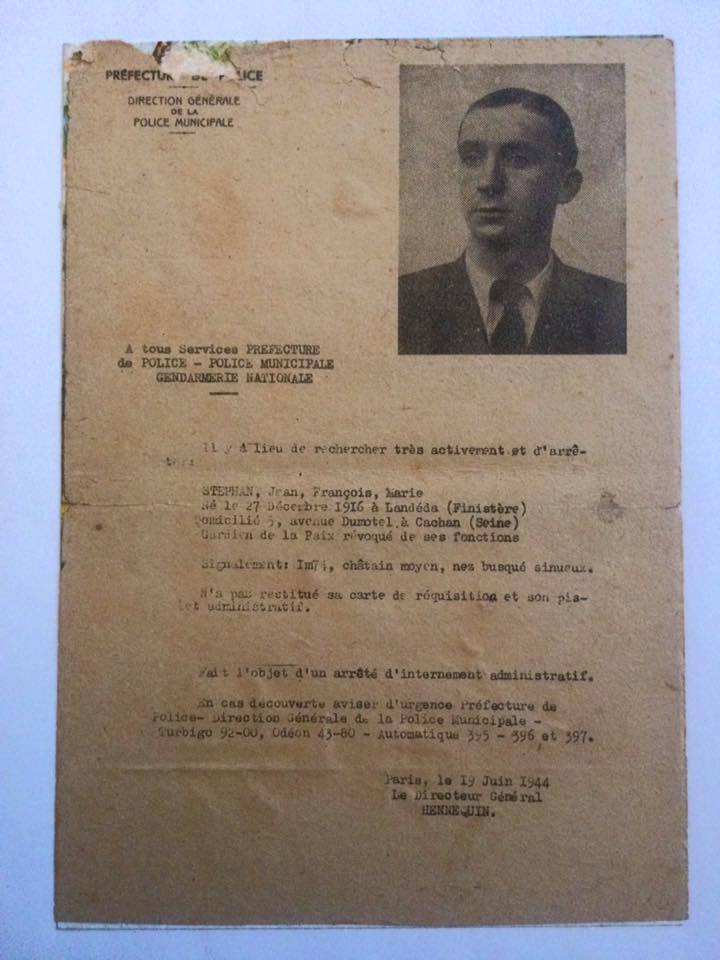 PRÉFECTURE DE POLICE
DIRECTION GÉNÉRALE
DE LA
POLICE MUNICIPALE
A tous Services PREFECTURE
de POLICE - POLICE MUNICIPALE
GENDARMERIE NATIONALE
Il y a lieu de rechercher très activement et d'arrê-
ter:
STEPHAN, Jean, François, Marie
Né le 27 Décembre 1916 à Landéda (Finistère)
Domicilié 5, avenue Dumotel à Cachan (Seine)
Gardien de la Paix révoqué de ses fonctions
Signalement: 1m74, châtain moyen, nez busqué sinueux.
N'a pas rectitué sa carte de réquisition et son pis-
let administratif.
Fait l'objet d'un arrêté d'internement administratif.
En cas découverte aviser d'urgence Préfecture de
Police- Direction Générale de la Police Municipale -
Turbigo 92-00, Odéon 43-80 - Automatique 395 - 396 et 397.
Paris, le 19 Juin 1944
Le Directeur Général
HENNEQUIN.